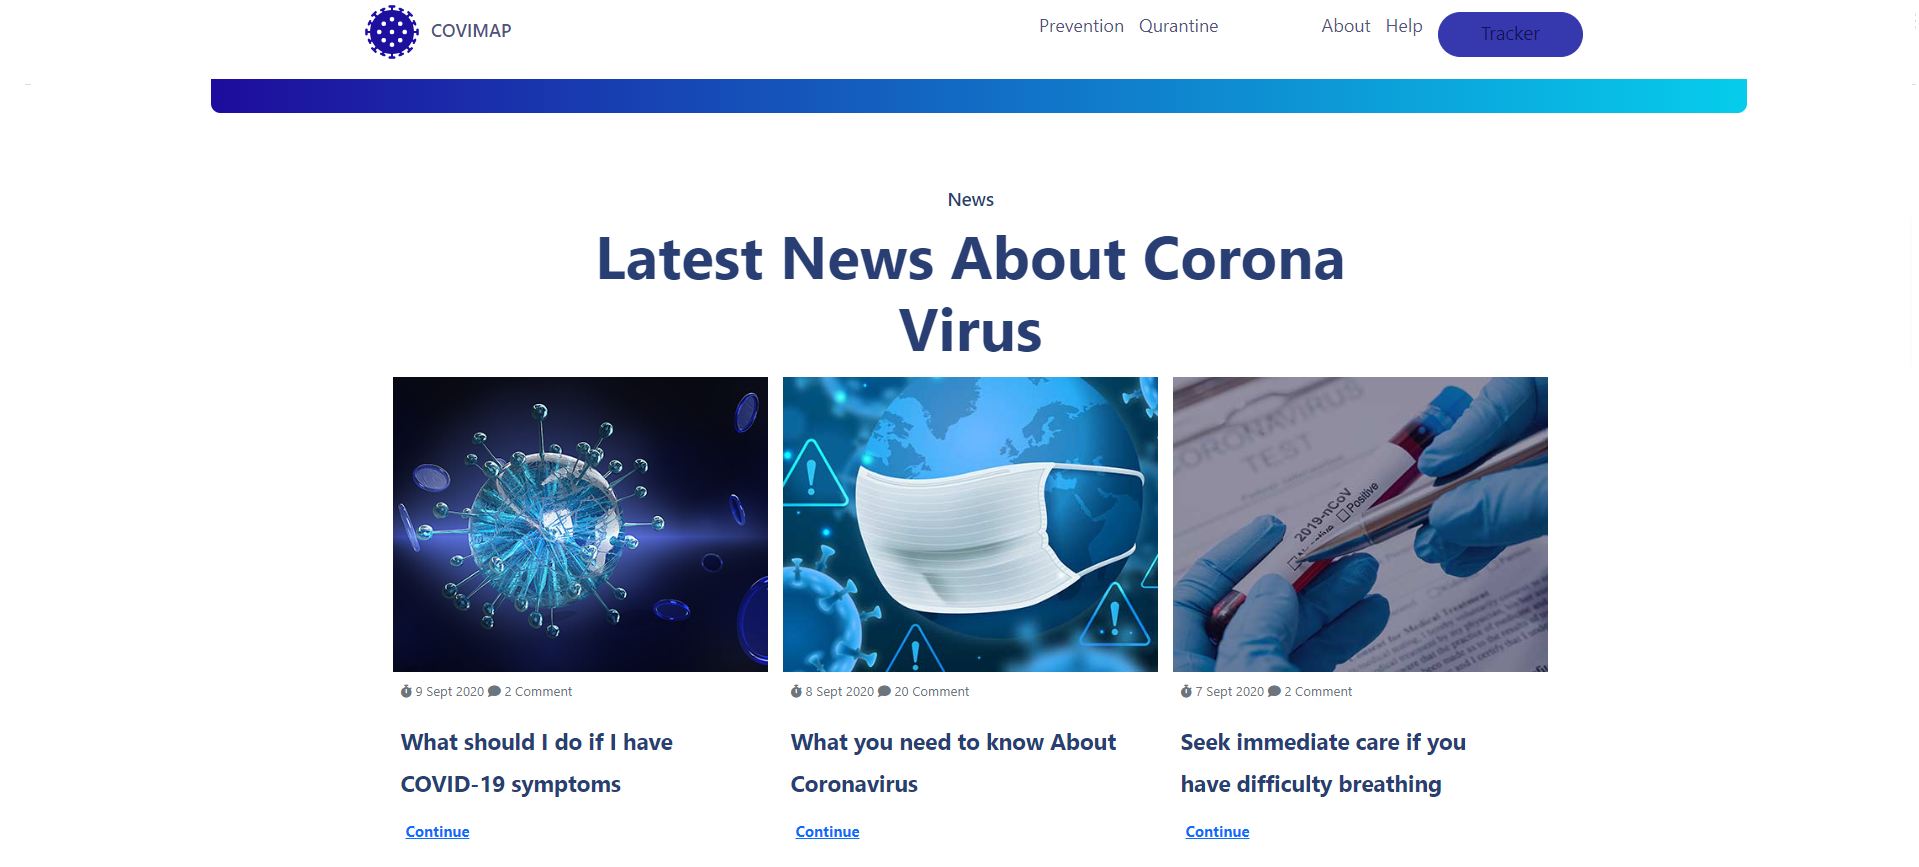 COVIMAP
Prevention Qurantine About Help Tracker
News
Latest News About Corona
Virus
CORONAVIRUS
TEST
2019-nCoV
Positive
9 Sept 2020 2 Comment
8 Sept 2020 20 Comment
7 Sept 2020 2 Comment
What should I do if I have
COVID-19 symptoms
What you need to know About
Coronavirus
Seek immediate care if you
have difficulty breathing
Continue
Continue
Continue